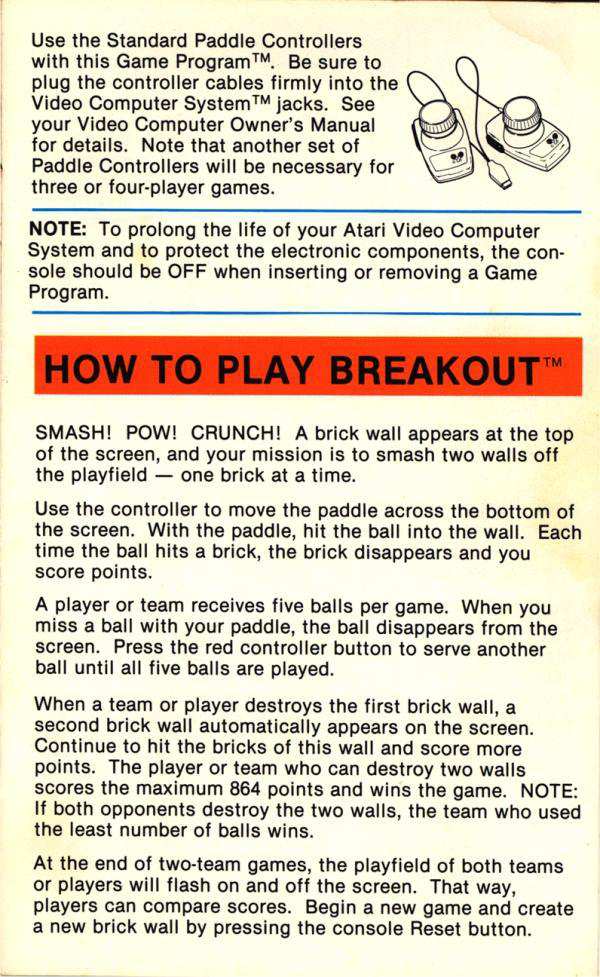 Use the Standard Paddle Controllers
with this Game Program™. Be sure to
plug the controller cables firmly into the
Video Computer System™ jacks. See
your Video Computer Owner's Manual
for details. Note that another set of
Paddle Controllers will be necessary for
three or four-player games.
NOTE: To prolong the life of your Atari Video Computer
System and to protect the electronic components, the con-
sole should be OFF when inserting or removing a Game
Program.
HOW TO PLAY BREAKOUT™
SMASH! POW! CRUNCH! A brick wall appears at the top
of the screen, and your mission is to smash two walls off
the playfield — one brick at a time.
Use the controller to move the paddle across the bottom of
the screen. With the paddle, hit the ball into the wall. Each
time the ball hits a brick, the brick disappears and you
score points.
A player or team receives five balls per game. When you
miss a ball with your paddle, the ball disappears from the
screen. Press the red controller button to serve another
ball until all five balls are played.
When a team or player destroys the first brick wall, a
second brick wall automatically appears on the screen.
Continue to hit the bricks of this wall and score more
points. The player or team who can destroy two walls
scores the maximum 864 points and wins the game. NOTE:
If both opponents destroy the two walls, the team who used
the least number of balls wins.
At the end of two-team games, the playfield of both teams
or players will flash on and off the screen. That way,
players can compare scores. Begin a new game and create
a new brick wall by pressing the console Reset button.